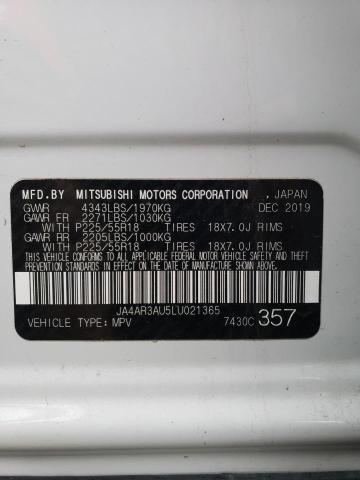 MFD.BY MITSUBISHI MOTORS CORPORATION , JAPAN
GVWR 4343LBS/1970KG DEC 2019
GAWR FR 2271LBS/1030KG
WITH P225/55R18 TIRES 18X7.0J RIMS
GAWR RR 2205LBS/1000KG
WITH P225/55R18 TIRES 18X7.0J RIMS
THIS VEHICLE CONFORMS TO ALL APPLICABLE FEDERAL
MOTOR VEHICLE SAFETY AND THEFT PREVENTION STANDARDS
IN EFFECT ON THE DATE OF MANUFACTURE SHOWN ABOVE.
JA4AR3AU5LU021365
VEHICLE TYPE: MPV 7430C 357